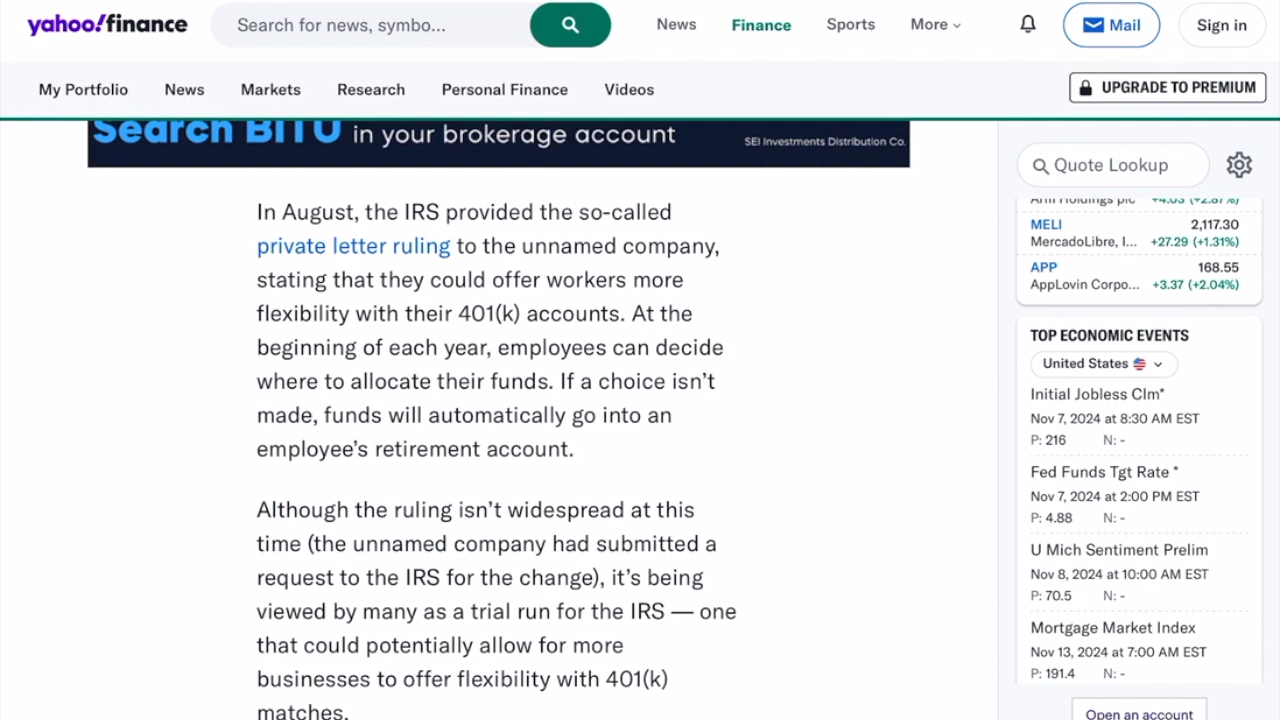 yahoo!finance
Search for news, symbo...
News
Finance
Sports
More
Mail
Sign in
My Portfolio
News
Markets
Research
Personal Finance
Videos
UPGRADE TO PREMIUM
Search BITU in your brokerage account
SEI Investments Distribution Co.
In August, the IRS provided the so-called
private letter ruling to the unnamed company,
stating that they could offer workers more
flexibility with their 401(k) accounts. At the
beginning of each year, employees can decide
where to allocate their funds. If a choice isn't
made, funds will automatically go into an
employee's retirement account.
Although the ruling isn't widespread at this
time (the unnamed company had submitted a
request to the IRS for the change), it's being
viewed by many as a trial run for the IRS — one
that could potentially allow for more
businesses to offer flexibility with 401(k)
matches.
Quote Lookup
Arm Holdings plc +4.03 (+2.87%)
MELI 2,117.30
MercadoLibre, I... +27.29 (+1.31%)
APP 168.55
AppLovin Corpo... +3.37 (+2.04%)
TOP ECONOMIC EVENTS
United States
Initial Jobless Clm*
Nov 7, 2024 at 8:30 AM EST
P: 216 N: -
Fed Funds Tgt Rate *
Nov 7, 2024 at 2:00 PM EST
P: 4.88 N: -
U Mich Sentiment Prelim
Nov 8, 2024 at 10:00 AM EST
P: 70.5 N: -
Mortgage Market Index
Nov 13, 2024 at 7:00 AM EST
P: 191.4 N: -
Open an account